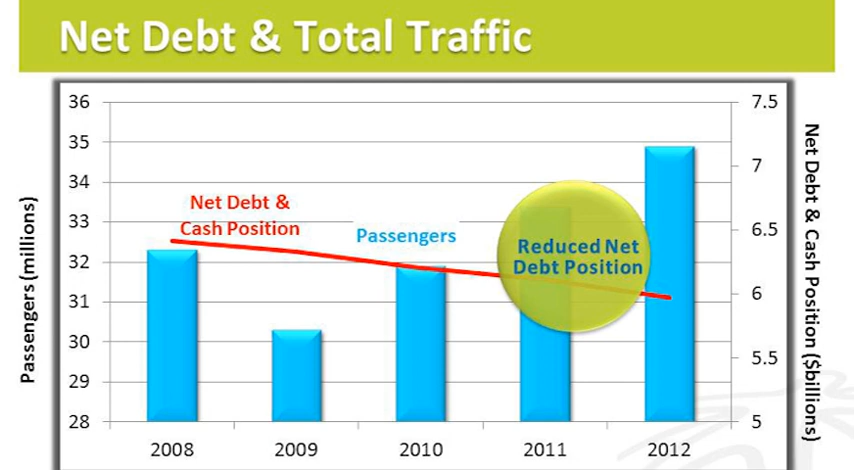 Net Debt & Total Traffic
36
35
34
33
32
31
30
29
28
Passengers (millions)
7.5
7
6.5
6
5.5
5
Net Debt & Cash Position ($billions)
Net Debt &
Cash Position
Passengers
Reduced Net
Debt Position
2008
2009
2010
2011
2012